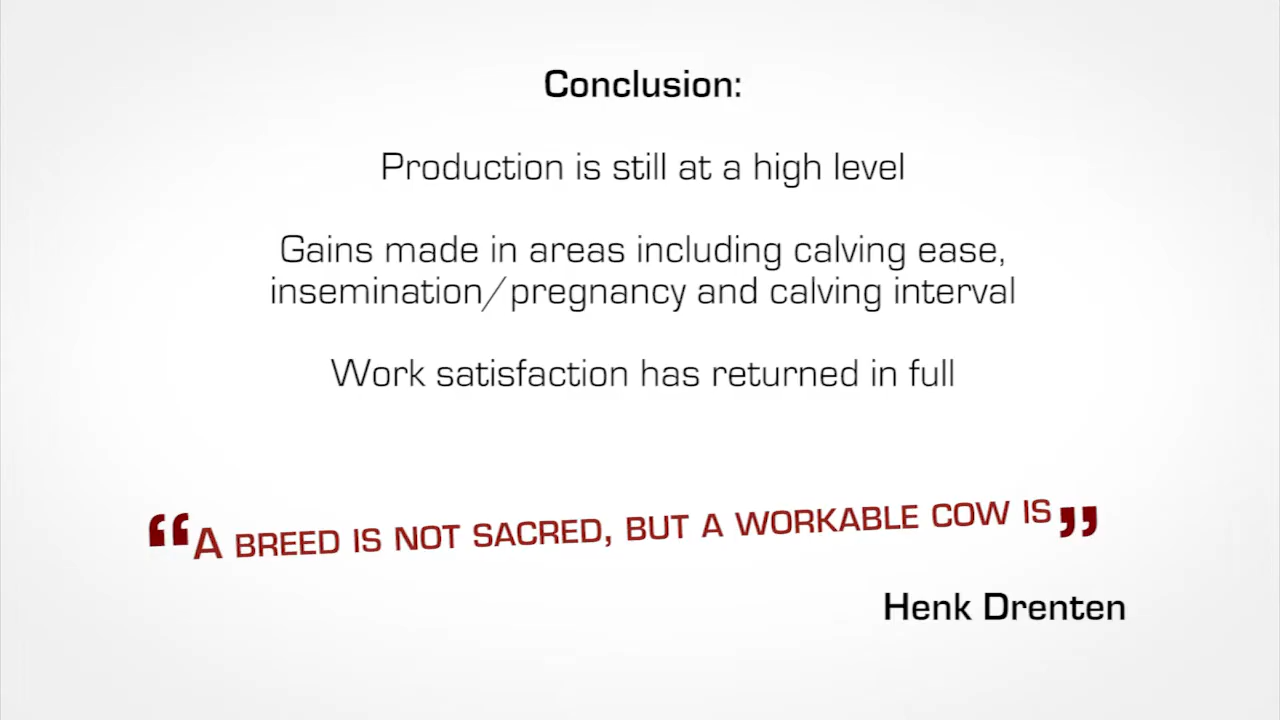 Conclusion:
Production is still at a high level
Gains made in areas including calving ease,
insemination/pregnancy and calving interval
Work satisfaction has returned in full
“A BREED IS NOT SACRED, BUT A WORKABLE COW IS”
Henk Drenten